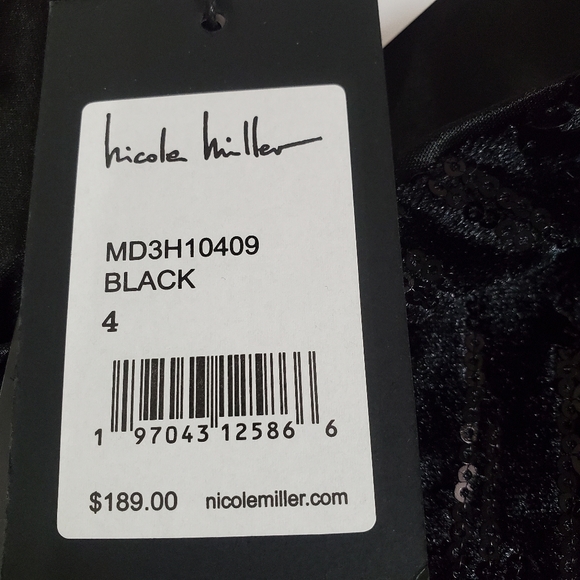 nicole miller
MD3H10409
BLACK
4
1 97043 12586 6
$189.00 nicolemiller.com